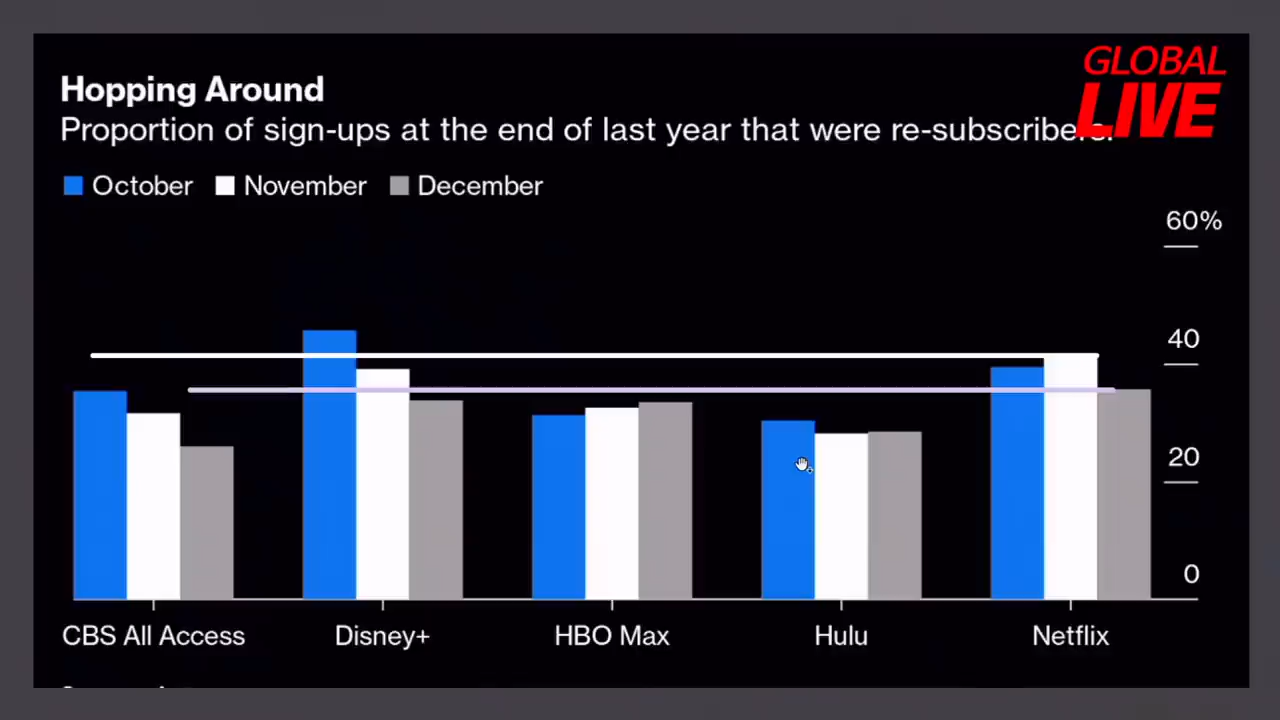 GLOBAL
LIVE
Hopping Around
Proportion of sign-ups at the end of last year that were re-subscribers.
October November December
60%
40
20
0
CBS All Access Disney+ HBO Max Hulu Netflix